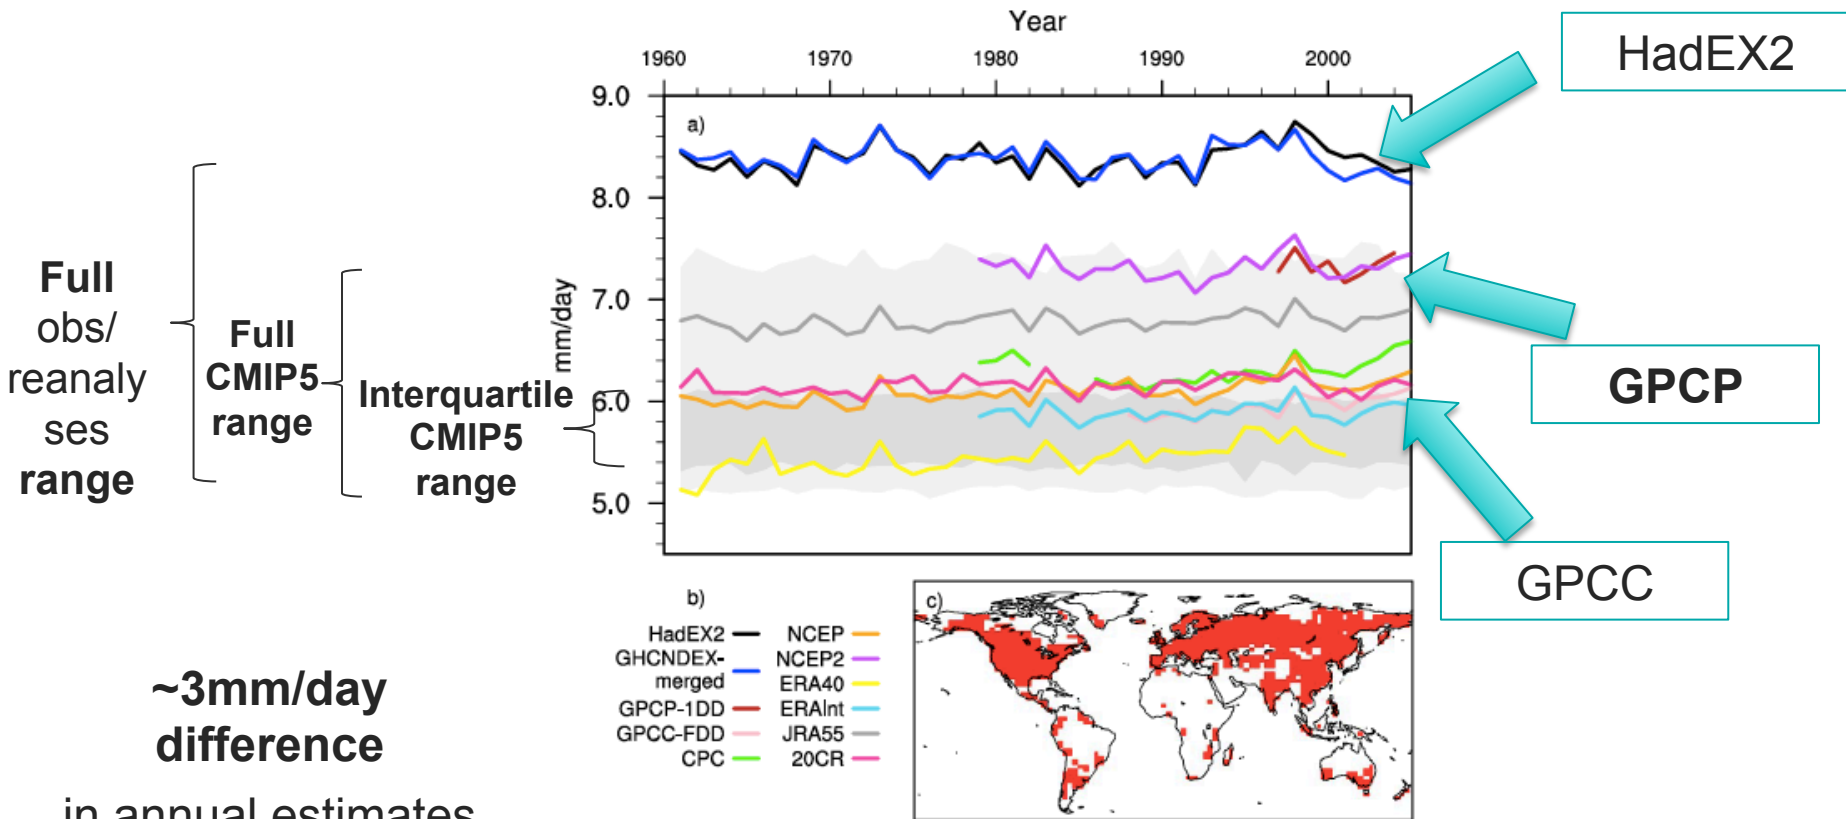 Year
1960 1970 1980 1990 2000
HadEX2
9.0
a)
8.0
7.0
6.0
5.0
mm/day
Full
obs/
reanaly
ses
range
Full
CMIP5
range
Interquartile
CMIP5
range
GPCP
GPCC
b)
HadEX2 NCEP
GHCNDEX- NCEP2
merged ERA40
GPCP-1DD ERAInt
GPCC-FDD JRA55
CPC 20CR
c)
~3mm/day
difference
in annual estimates